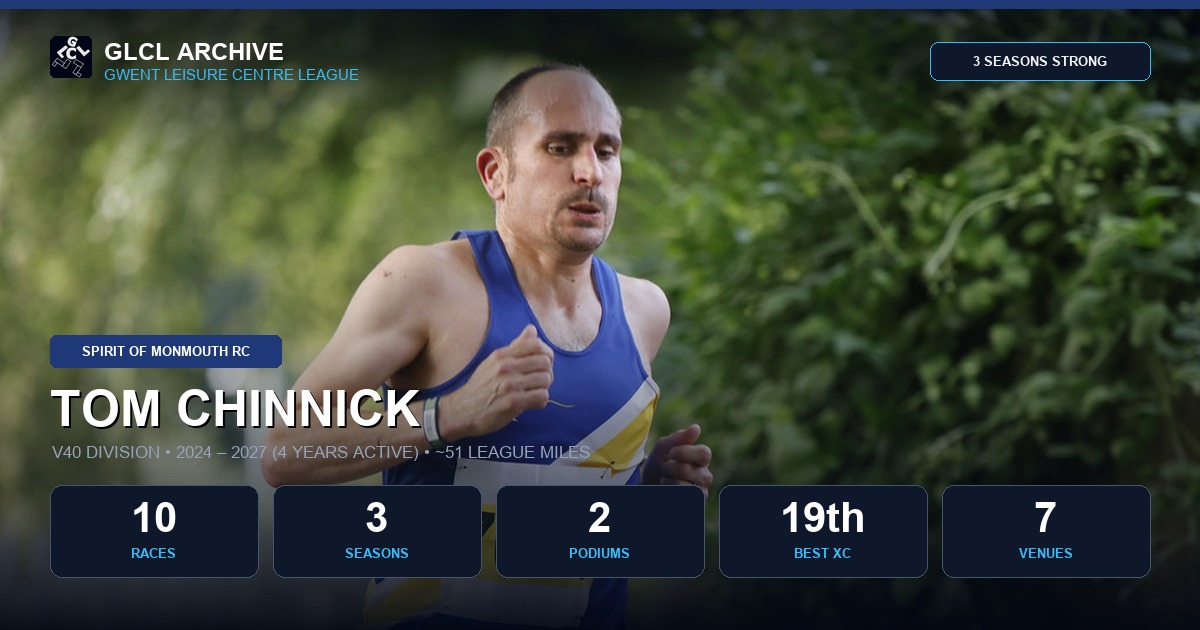 GLCL ARCHIVE
GWENT LEISURE CENTRE LEAGUE
3 SEASONS STRONG
SPIRIT OF MONMOUTH RC
TOM CHINNICK
V40 DIVISION • 2024 – 2027 (4 YEARS ACTIVE) • ~51 LEAGUE MILES
10
RACES
3
SEASONS
2
PODIUMS
19th
BEST XC
7
VENUES